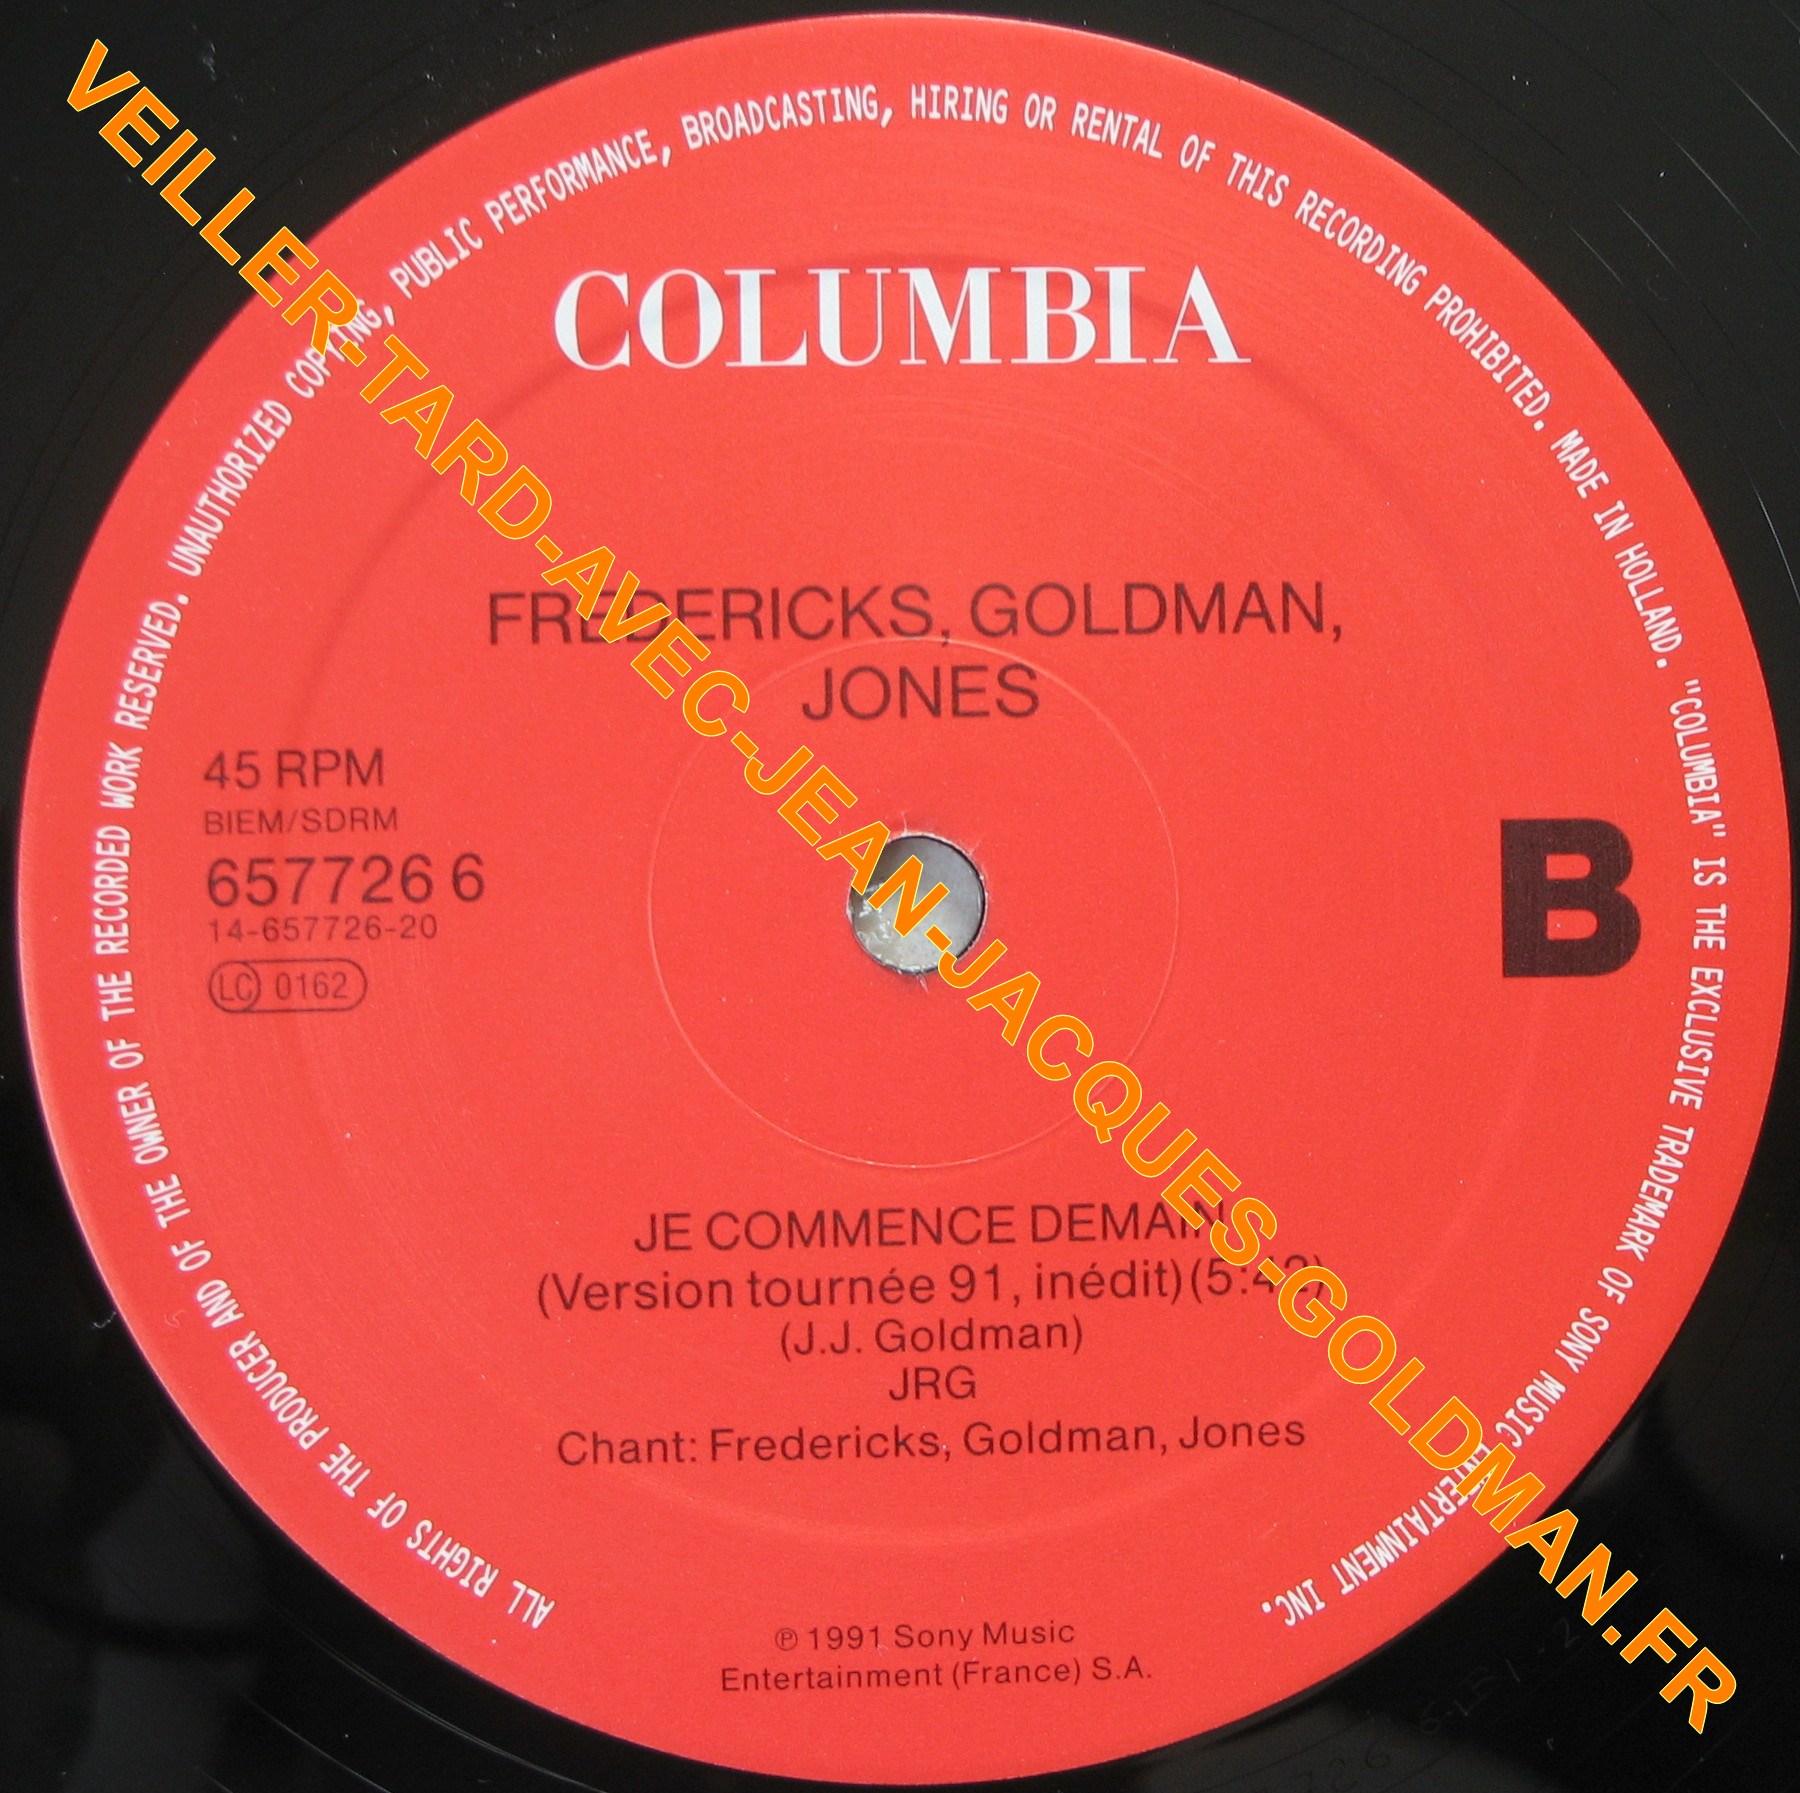 VEILLER-TARD-AVEC-JEAN-JACQUES-GOLDMAN.FR
ALL RIGHTS OF THE PRODUCER AND OF THE OWNER OF THE RECORDED WORK RESERVED. UNAUTHORIZED COPYING, PUBLIC PERFORMANCE, BROADCASTING, HIRING OR RENTAL OF THIS RECORDING PROHIBITED. MADE IN HOLLAND. "COLUMBIA" IS THE EXCLUSIVE TRADEMARK OF SONY MUSIC ENTERTAINMENT INC.
COLUMBIA
FREDERICKS, GOLDMAN,
JONES
45 RPM
BIEM/SDRM
657726 6
14-657726-20
LC 0162
B
JE COMMENCE DEMAIN
(Version tournée 91, inédit) (5:42)
(J.J. Goldman)
JRG
Chant: Fredericks, Goldman, Jones
℗ 1991 Sony Music
Entertainment (France) S.A.